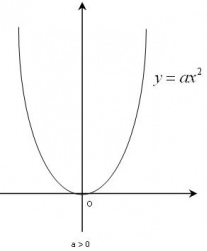 y = ax²
O
a > 0